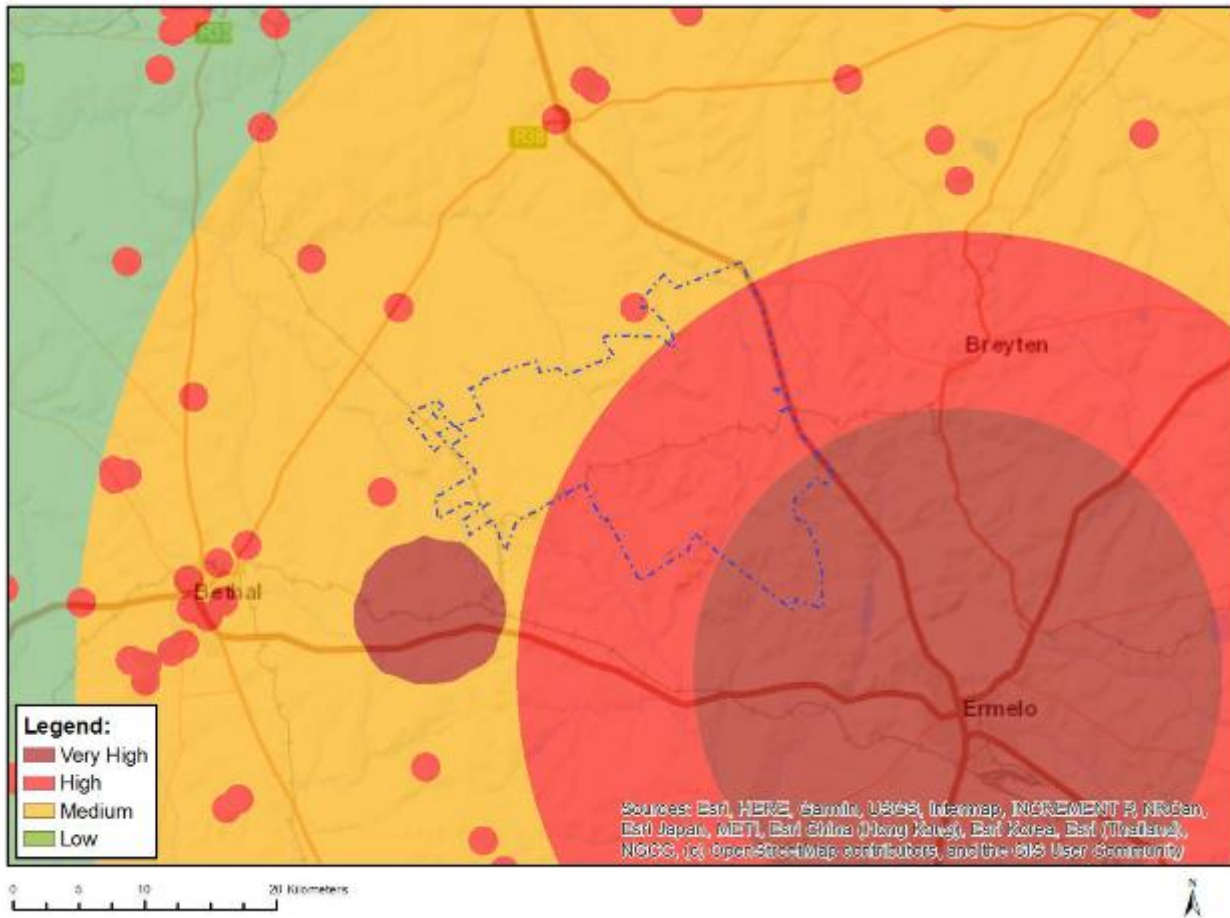 R35
R38
Breyten
Bethal
Ermelo
Legend:
Very High
High
Medium
Low
Sources: Esri, HERE, Garmin, USGS, Intermap, INCREMENT P, NRCan,
Esri Japan, METI, Esri China (Hong Kong), Esri Korea, Esri (Thailand),
NGCC, (c) OpenStreetMap contributors, and the GIS User Community
0 5 10 20 Kilometers
N